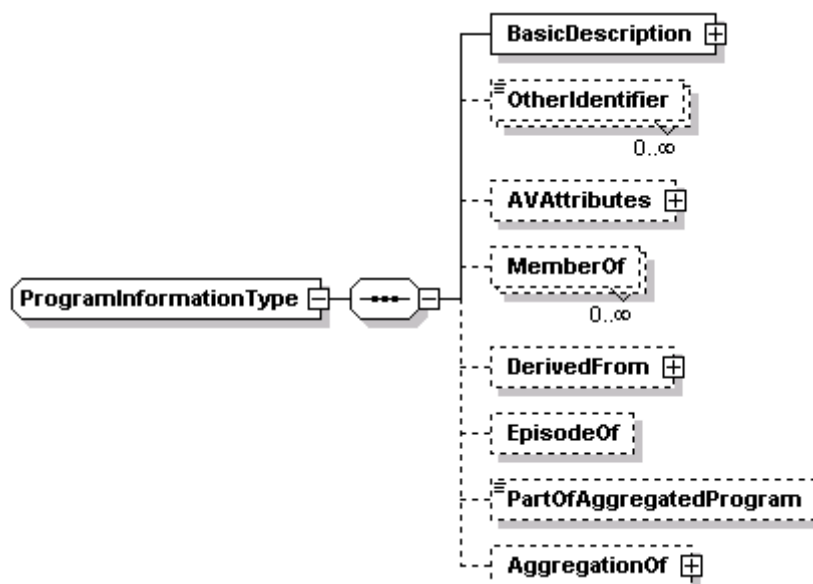 BasicDescription
OtherIdentifier
0..∞
AVAttributes
MemberOf
0..∞
ProgramInformationType
DerivedFrom
EpisodeOf
PartOfAggregatedProgram
AggregationOf